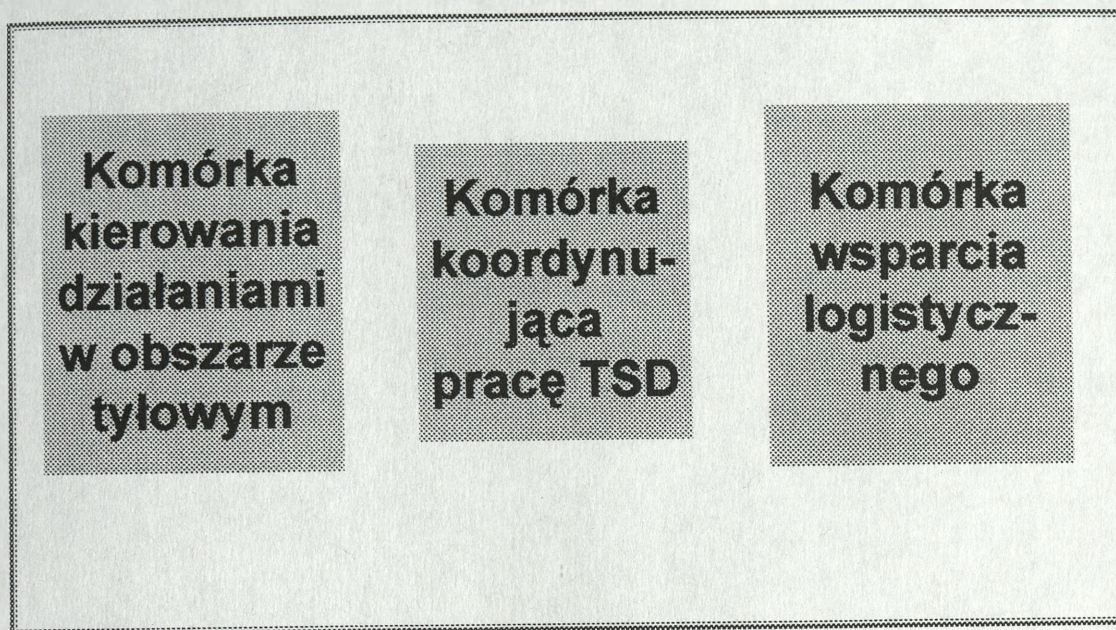 Komórka
kierowania
działaniami
w obszarze
tyłowym
Komórka
koordynu-
jąca
pracę TSD
Komórka
wsparcia
logistycz-
nego